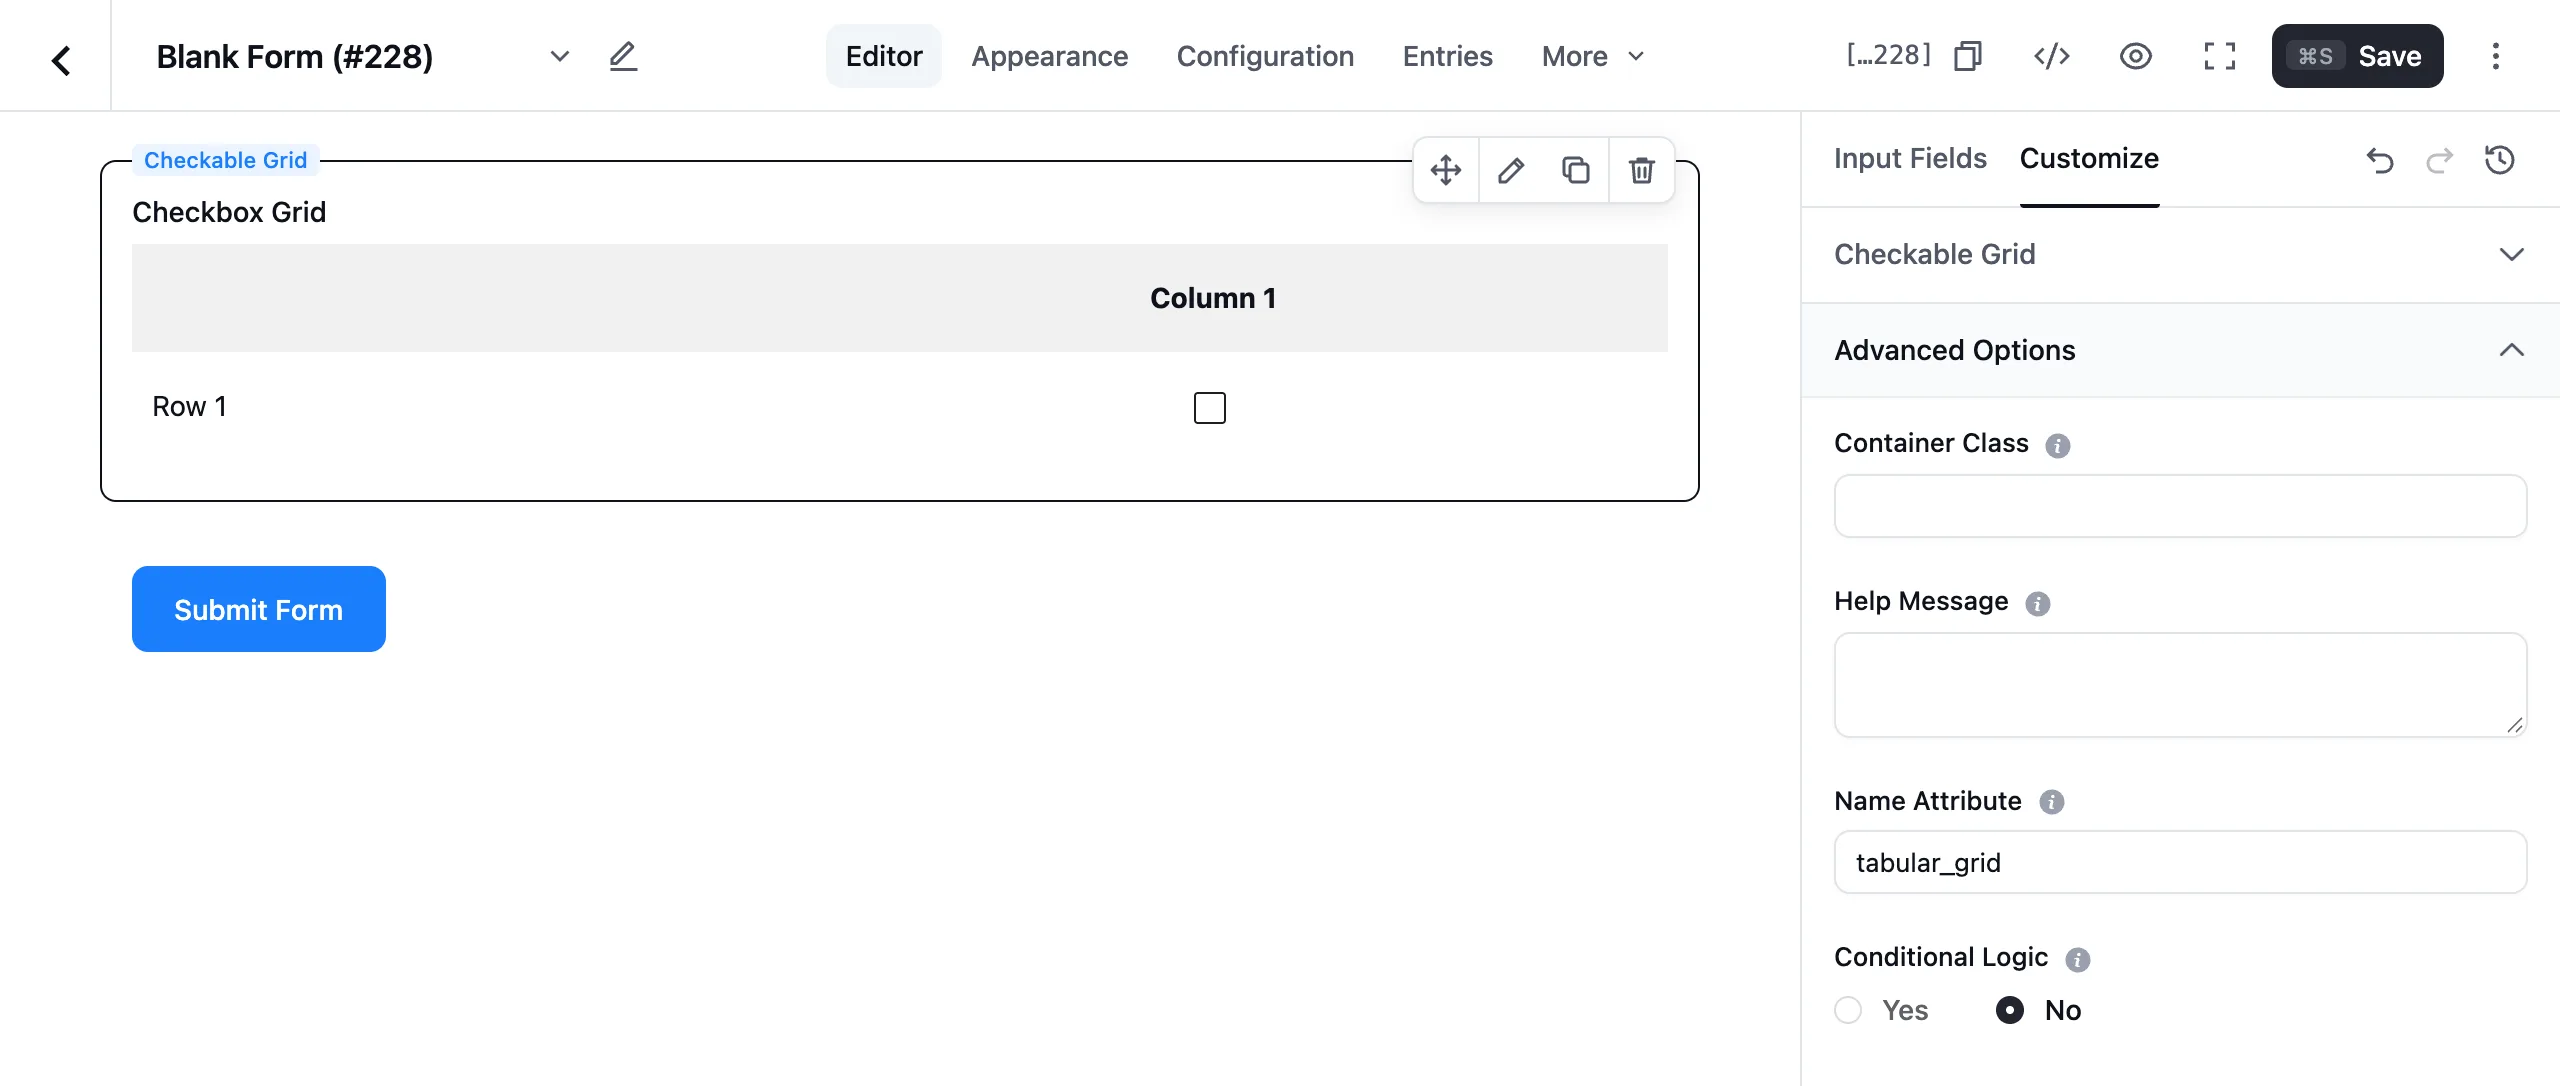 Blank Form (#228)
Editor
Appearance
Configuration
Entries
More
[…228]
⌘S Save
Checkable Grid
Checkbox Grid
Column 1
Row 1
Submit Form
Input Fields
Customize
Checkable Grid
Advanced Options
Container Class
Help Message
Name Attribute
tabular_grid
Conditional Logic
Yes
No